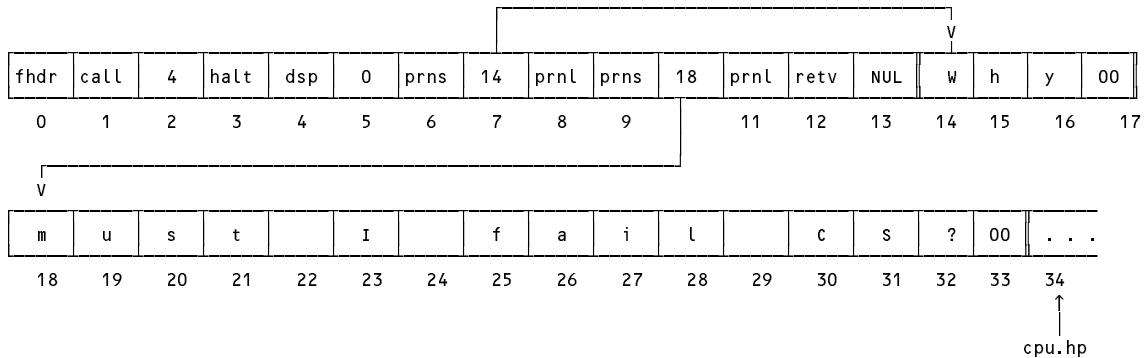 V
fhdr call 4 halt dsp 0 prns 14 prnl prns 18 prnl retv NUL W h y 00
0 1 2 3 4 5 6 7 8 9 11 12 13 14 15 16 17
V
m u s t I f a i l C S ? 00 . . .
18 19 20 21 22 23 24 25 26 27 28 29 30 31 32 33 34
cpu.hp